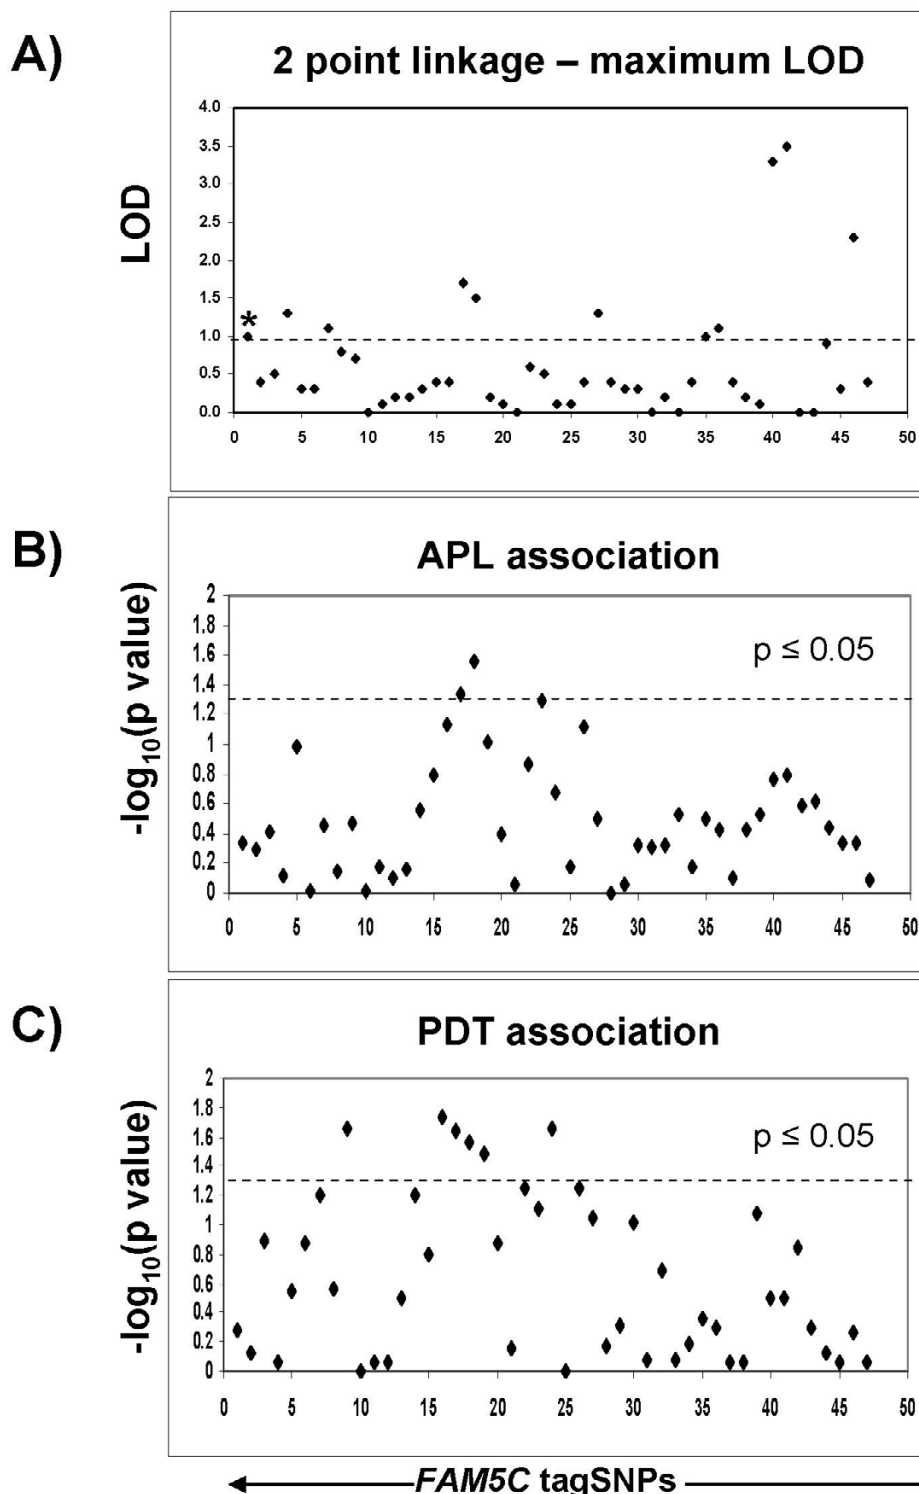 A)
2 point linkage – maximum LOD
LOD
4.0
3.5
3.0
2.5
2.0
1.5
1.0
0.5
0.0
*
0 5 10 15 20 25 30 35 40 45 50
B)
APL association
-log10(p value)
2
1.8
1.6
1.4
1.2
1
0.8
0.6
0.4
0.2
0
p ≤ 0.05
0 5 10 15 20 25 30 35 40 45 50
C)
PDT association
-log10(p value)
2
1.8
1.6
1.4
1.2
1
0.8
0.6
0.4
0.2
0
p ≤ 0.05
0 5 10 15 20 25 30 35 40 45 50
FAM5C tagSNPs